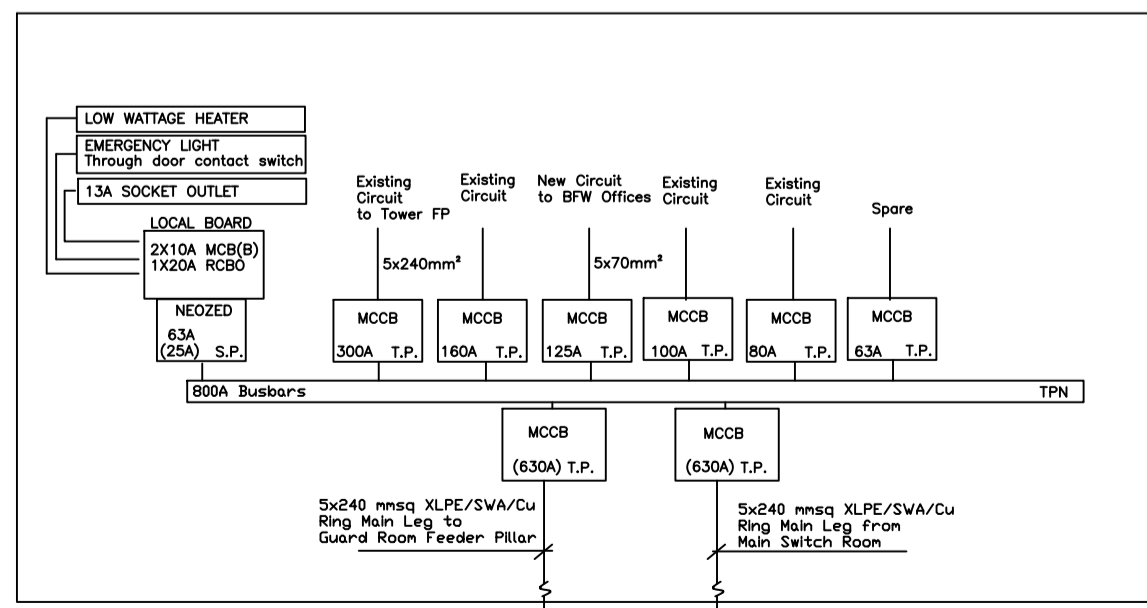 LOW WATTAGE HEATER
EMERGENCY LIGHT
Through door contact switch
13A SOCKET OUTLET
LOCAL BOARD
2X10A MCB(B)
1X20A RCBO
NEOZED
63A
(25A) S.P.
Existing
Circuit
to Tower FP
5x240mm²
MCCB
300A T.P.
Existing
Circuit
MCCB
160A T.P.
New Circuit
to BFW Offices
5x70mm²
MCCB
125A T.P.
Existing
Circuit
MCCB
100A T.P.
Existing
Circuit
MCCB
80A T.P.
Spare
MCCB
63A T.P.
800A Busbars TPN
MCCB
(630A) T.P.
MCCB
(630A) T.P.
5x240 mmsq XLPE/SWA/Cu
Ring Main Leg to
Guard Room Feeder Pillar
5x240 mmsq XLPE/SWA/Cu
Ring Main Leg from
Main Switch Room